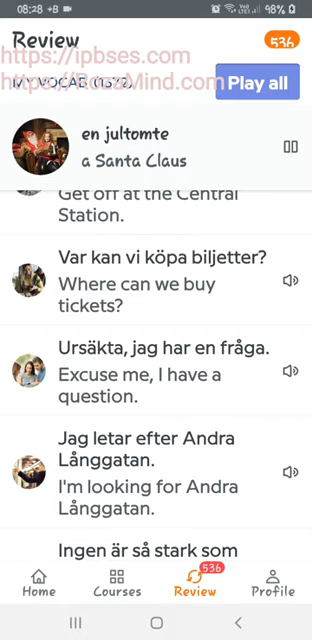 08:28 +B
98%
Review
536
https://ipbses.com
https://RosaMind.com
Play all
en jultomte
a Santa Claus
Get off at the Central
Station.
Var kan vi köpa biljetter?
Where can we buy
tickets?
Ursäkta, jag har en fråga.
Excuse me, I have a
question.
Jag letar efter Andra
Långgatan.
I'm looking for Andra
Långgatan.
Ingen är så stark som
536
Home
Courses
Review
Profile